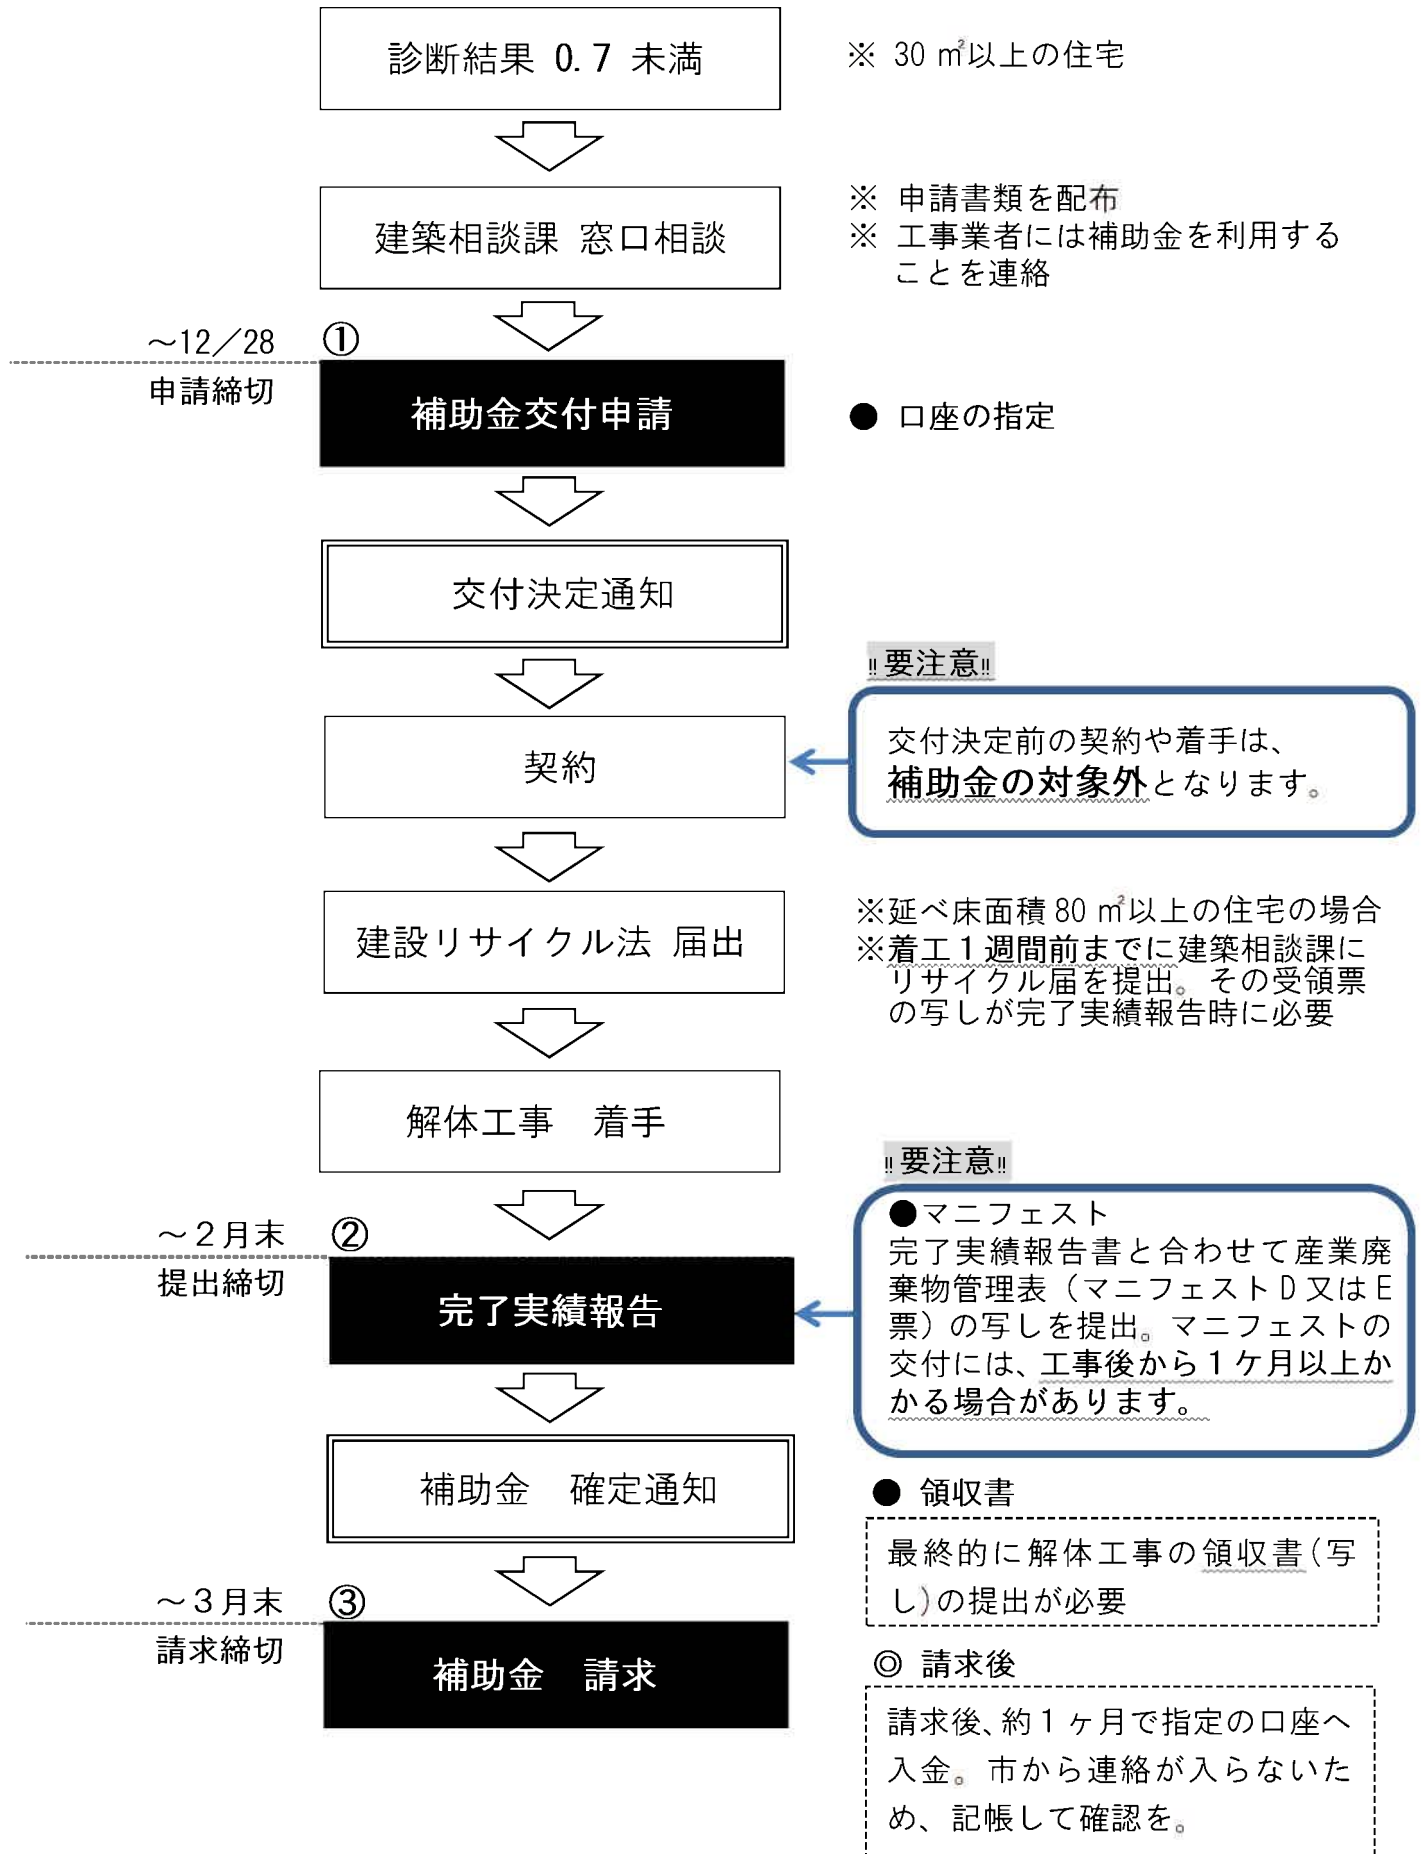 診断結果 0.7 未満
※ 30 ㎡以上の住宅
建築相談課 窓口相談
※ 申請書類を配布
※ 工事業者には補助金を利用する
ことを連絡
～12／28
申請締切
①
補助金交付申請
● 口座の指定
交付決定通知
契約
‼要注意‼
交付決定前の契約や着手は、
補助金の対象外となります。
建設リサイクル法 届出
※延べ床面積 80 ㎡以上の住宅の場合
※着工１週間前までに建築相談課に
リサイクル届を提出。その受領票
の写しが完了実績報告時に必要
解体工事　着手
～２月末
提出締切
②
完了実績報告
‼要注意‼
●マニフェスト
完了実績報告書と合わせて産業廃
棄物管理表（マニフェストＤ又はＥ
票）の写しを提出。マニフェストの
交付には、工事後から１ケ月以上か
かる場合があります。
補助金　確定通知
● 領収書
最終的に解体工事の領収書(写
し)の提出が必要
～３月末
請求締切
③
補助金　請求
◎ 請求後
請求後、約１ヶ月で指定の口座へ
入金。市から連絡が入らないた
め、記帳して確認を。